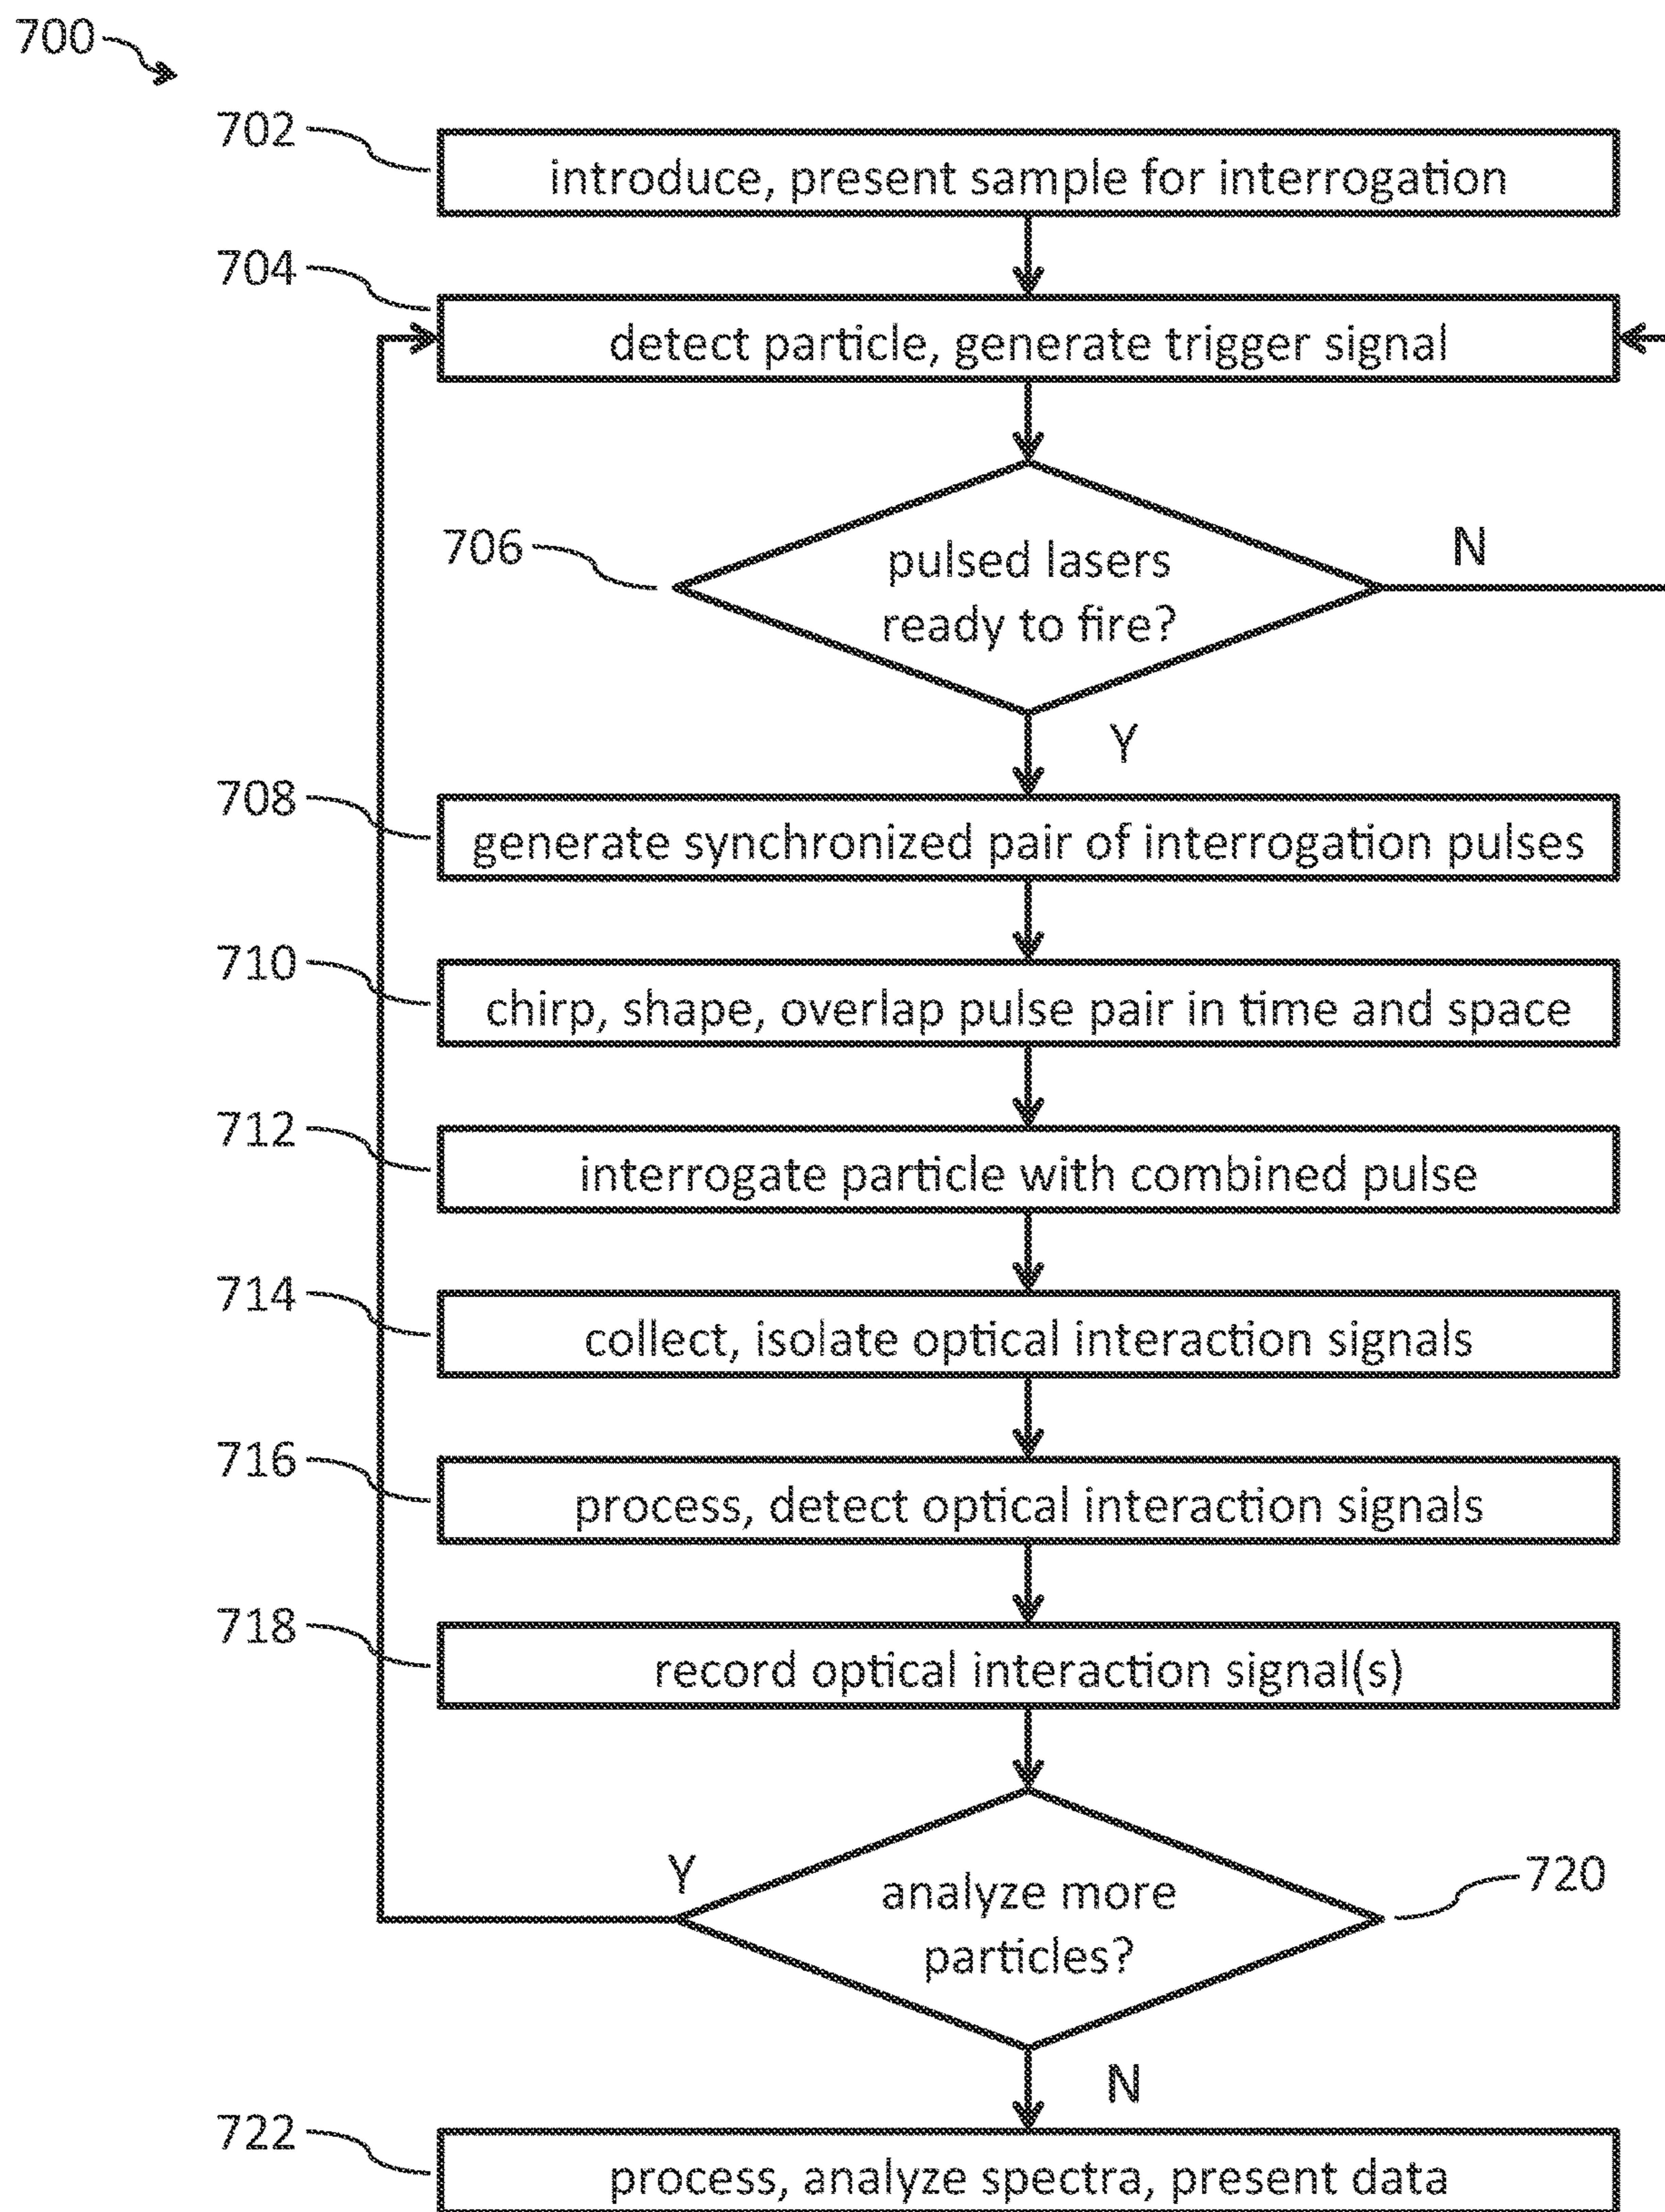 700
702
introduce, present sample for interrogation
704
detect particle, generate trigger signal
706
pulsed lasers
ready to fire?
N
Y
708
generate synchronized pair of interrogation pulses
710
chirp, shape, overlap pulse pair in time and space
712
interrogate particle with combined pulse
714
collect, isolate optical interaction signals
716
process, detect optical interaction signals
718
record optical interaction signal(s)
Y
analyze more
particles?
720
N
722
process, analyze spectra, present data